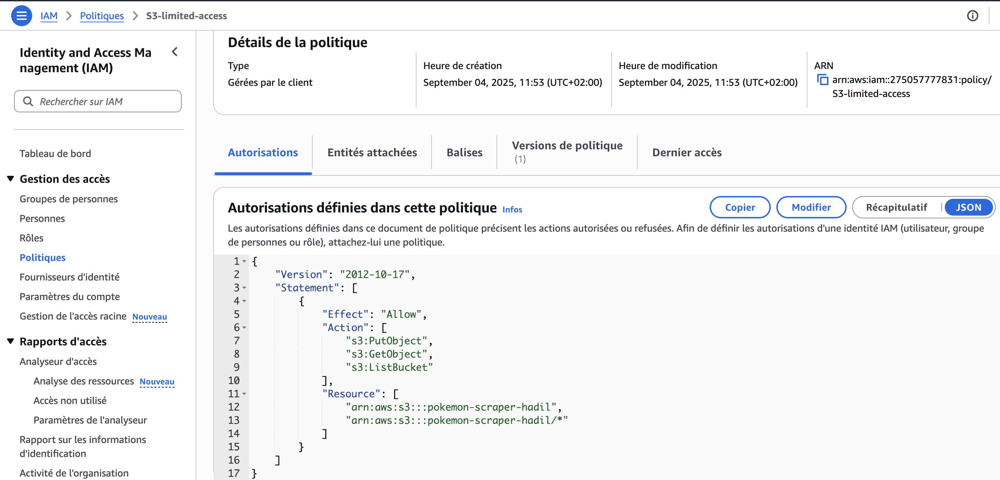 IAM > Politiques > S3-limited-access
Identity and Access Ma
nagement (IAM)
Rechercher sur IAM
Tableau de bord
Gestion des accès
Groupes de personnes
Personnes
Rôles
Politiques
Fournisseurs d'identité
Paramètres du compte
Gestion de l'accès racine Nouveau
Rapports d'accès
Analyseur d'accès
Analyse des ressources Nouveau
Accès non utilisé
Paramètres de l'analyseur
Rapport sur les informations
d'identification
Activité de l'organisation
Détails de la politique
Type
Gérées par le client
Heure de création
September 04, 2025, 11:53 (UTC+02:00)
Heure de modification
September 04, 2025, 11:53 (UTC+02:00)
ARN
arn:aws:iam::275057777831:policy/
S3-limited-access
Autorisations
Entités attachées
Balises
Versions de politique
(1)
Dernier accès
Autorisations définies dans cette politique Infos
Copier
Modifier
Récapitulatif | JSON
Les autorisations définies dans ce document de politique précisent les actions autorisées ou refusées. Afin de définir les autorisations d'une identité IAM (utilisateur, groupe
de personnes ou rôle), attachez-lui une politique.
1 {
2     "Version": "2012-10-17",
3     "Statement": [
4         {
5             "Effect": "Allow",
6             "Action": [
7                 "s3:PutObject",
8                 "s3:GetObject",
9                 "s3:ListBucket"
10             ],
11             "Resource": [
12                 "arn:aws:s3:::pokemon-scraper-hadil",
13                 "arn:aws:s3:::pokemon-scraper-hadil/*"
14             ]
15         }
16     ]
17 }